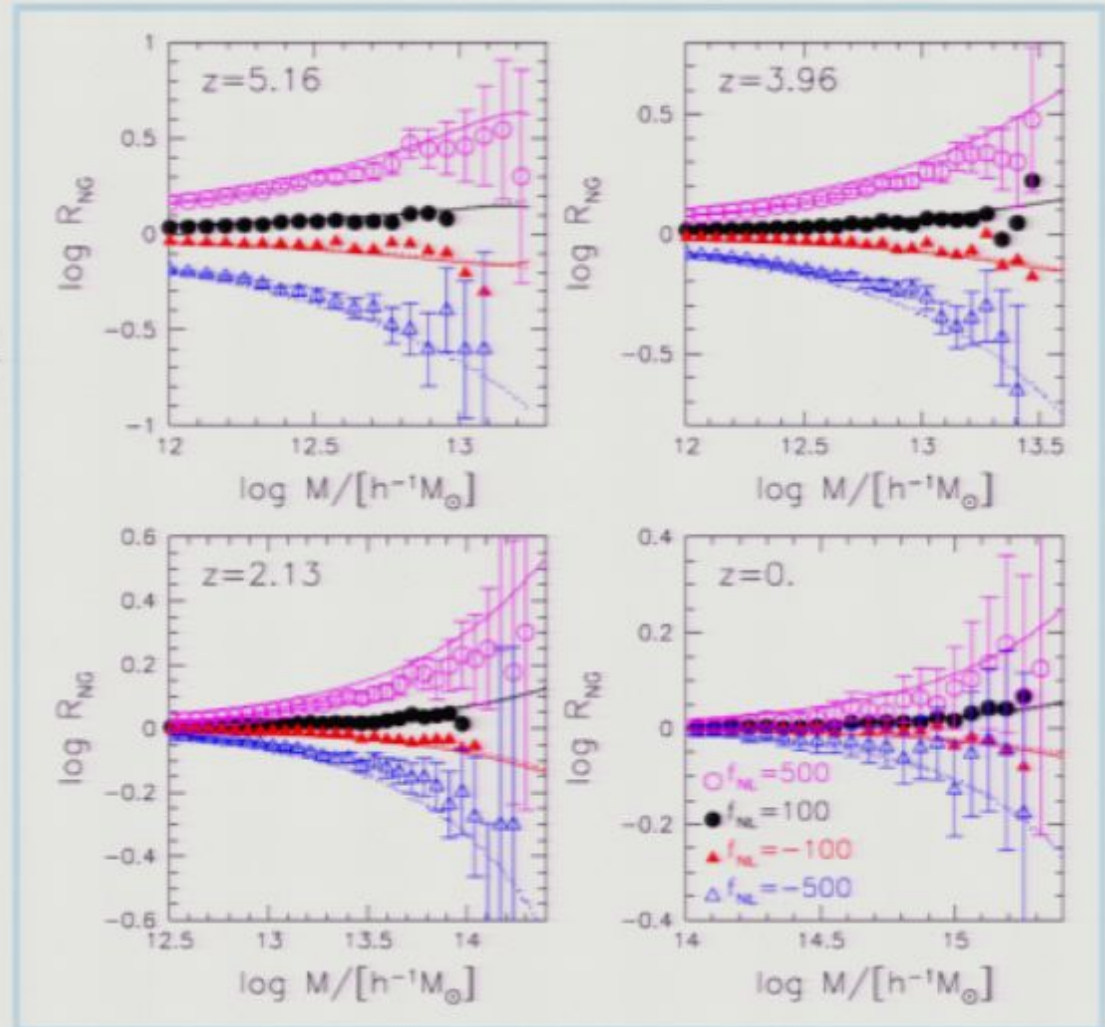 z=5.16
log R_NG
1
0.5
0
−0.5
−1
12
12.5
13
log M/[h⁻¹M_⊙]
z=3.96
log R_NG
0.5
0
−0.5
12
12.5
13
13.5
log M/[h⁻¹M_⊙]
z=2.13
log R_NG
0.6
0.4
0.2
0
−0.2
−0.4
−0.6
12.5
13
13.5
14
log M/[h⁻¹M_⊙]
z=0.
log R_NG
0.4
0.2
0
−0.2
−0.4
f_NL=500
f_NL=100
f_NL=−100
f_NL=−500
14
14.5
15
log M/[h⁻¹M_⊙]